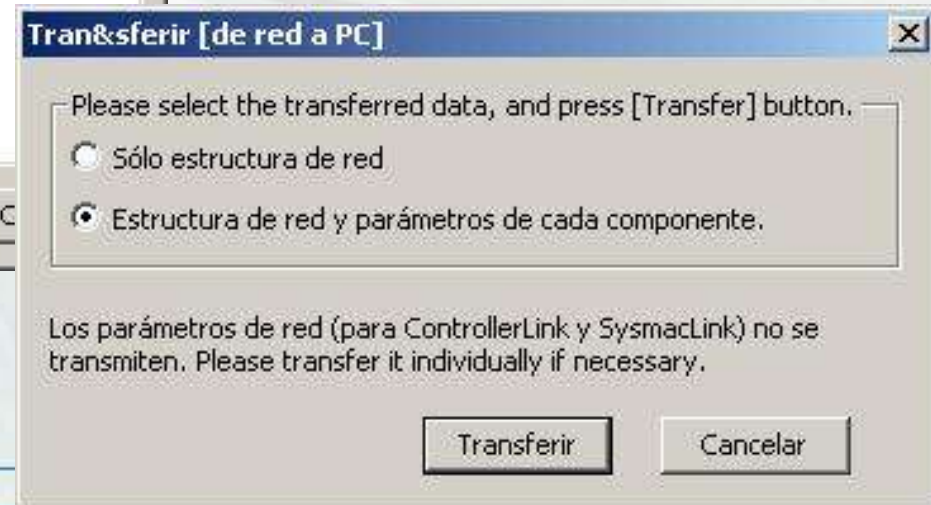 Tran&sferir [de red a PC]
Please select the transferred data, and press [Transfer] button.
Sólo estructura de red
Estructura de red y parámetros de cada componente.
Los parámetros de red (para ControllerLink y SysmacLink) no se
transmiten. Please transfer it individually if necessary.
Transferir
Cancelar